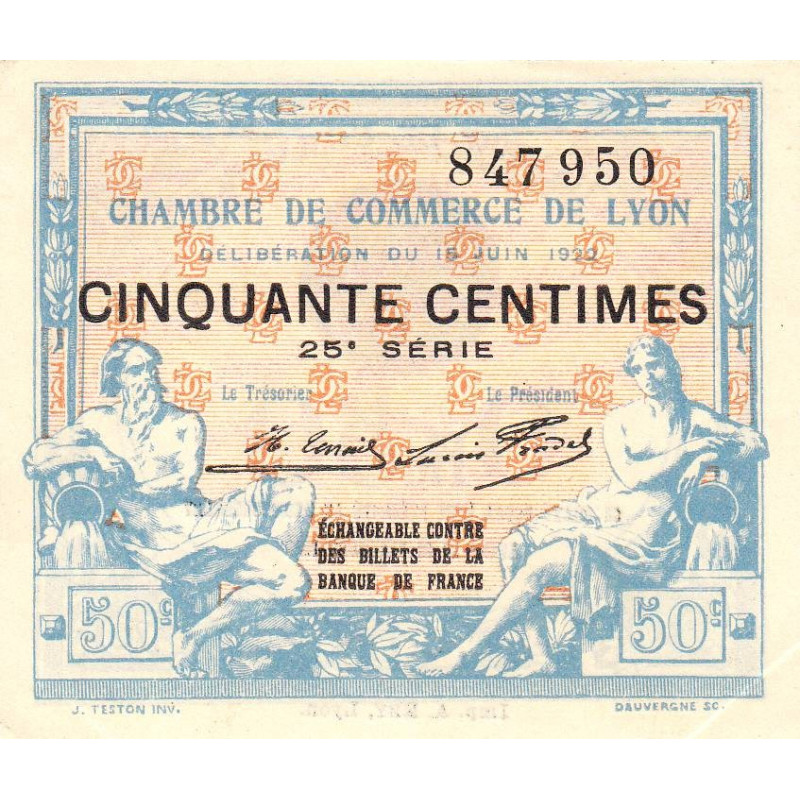 847950
CHAMBRE DE COMMERCE DE LYON
DÉLIBÉRATION DU 18 JUIN 1922
CINQUANTE CENTIMES
25e SÉRIE
Le Trésorier Le Président
ÉCHANGEABLE CONTRE
DES BILLETS DE LA
BANQUE DE FRANCE
50c 50c
J. TESTON INV. DAUVERGNE SC.